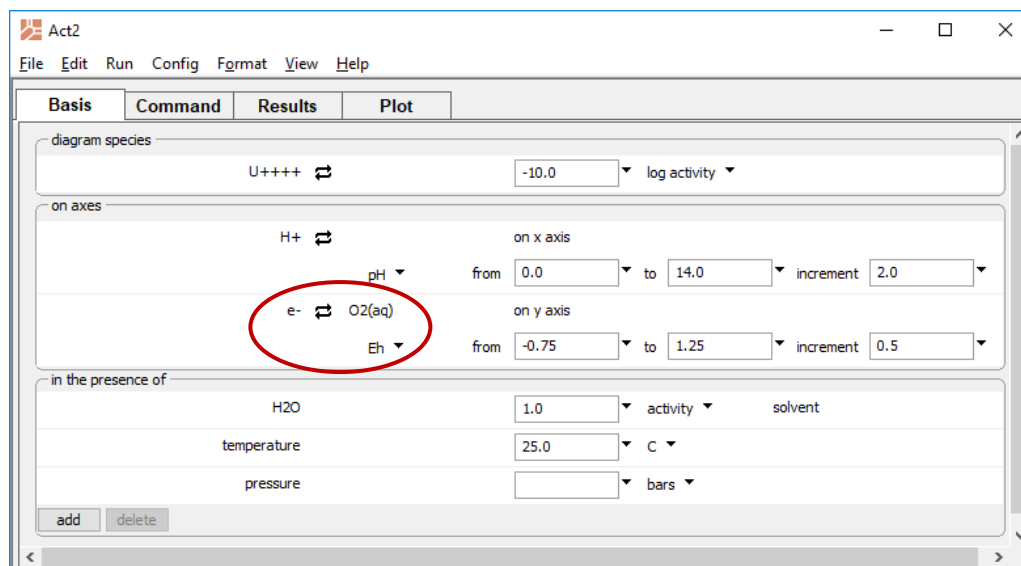 Act2
File Edit Run Config Format View Help
Basis Command Results Plot
diagram species
U++++ -10.0 log activity
on axes
H+ on x axis
pH from 0.0 to 14.0 increment 2.0
e- O2(aq) on y axis
Eh from -0.75 to 1.25 increment 0.5
in the presence of
H2O 1.0 activity solvent
temperature 25.0 C
pressure bars
add delete